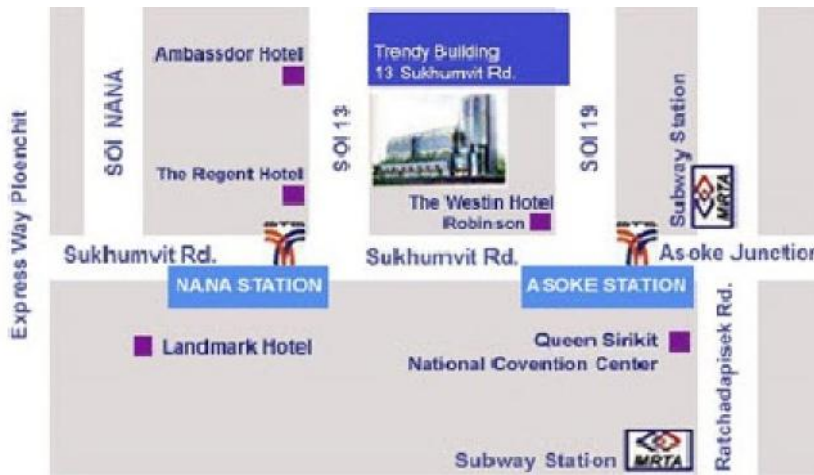 Ambassdor Hotel
Trendy Building
13 Sukhumvit Rd.
SOI NANA
SOI 13
SOI 19
Subway Station
MRTA
Express Way Ploenchit
The Regent Hotel
The Westin Hotel
Robinson
BTS
BTS
Sukhumvit Rd.
Sukhumvit Rd.
Asoke Junction
NANA STATION
ASOKE STATION
Landmark Hotel
Queen Sirikit
National Covention Center
Ratchadapisek Rd.
Subway Station
MRTA